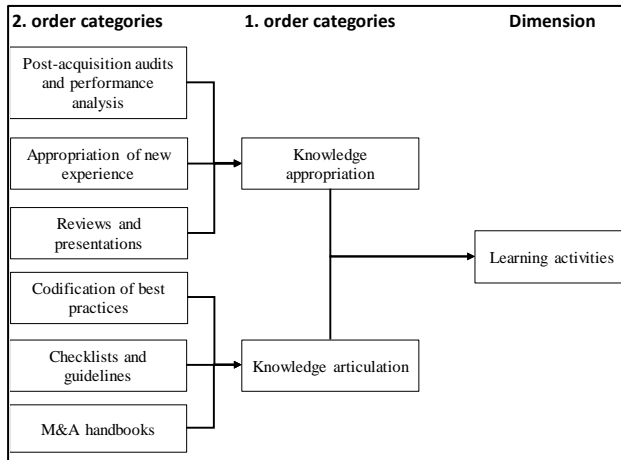 2. order categories
1. order categories
Dimension
Post-acquisition audits
and performance
analysis
Appropriation of new
experience
Reviews and
presentations
Codification of best
practices
Checklists and
guidelines
M&A handbooks
Knowledge
appropriation
Knowledge articulation
Learning activities